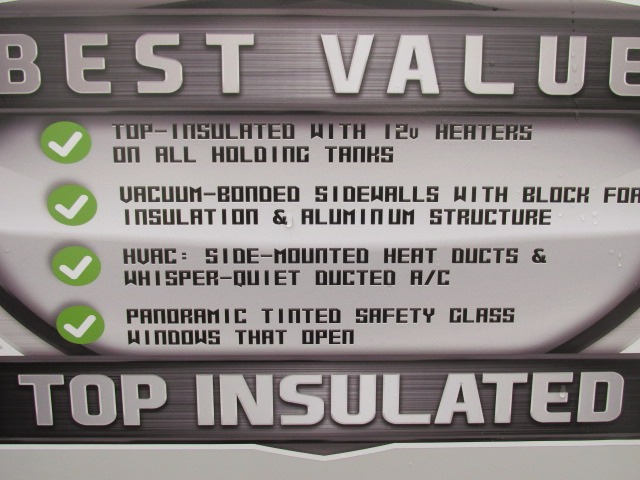 BEST VALUE
TOP-INSULATED WITH 12v HEATERS
ON ALL HOLDING TANKS
VACUUM-BONDED SIDEWALLS WITH BLOCK FOA
INSULATION & ALUMINUM STRUCTURE
HVAC: SIDE-MOUNTED HEAT DUCTS &
WHISPER-QUIET DUCTED A/C
PANORAMIC TINTED SAFETY GLASS
WINDOWS THAT OPEN
TOP INSULATED